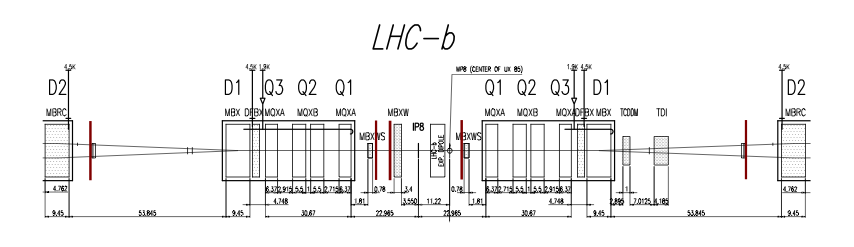 LHC-b
4.5K 4.5K 1.9K WP8 (CENTER OF UX 85) 1.9K 4.5K 4.5K
D2 D1 Q3 Q2 Q1 Q1 Q2 Q3 D1 D2
MBRC MBX DFBX MQXA MQXB MQXA MBXW MQXA MQXB MQXA DFBX MBX TCDDM TDI MBRC
IP8
MBXWS MBXWS
LHC-b
EXP. DIPOLE
4.762 6.37 2.915 5.5 1 5.5 2.715 6.37 0.78 3.4 0.78 6.37 2.715 5.5 1 5.5 2.915 6.37 1 4.762
4.748 1.81 3.550 11.22 1.81 4.748 2.895 7.0125 4.185
9.45 53.845 9.45 30.67 22.965 22.965 30.67 9.45 53.845 9.45